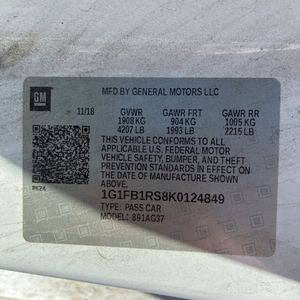 GM
MFD BY GENERAL MOTORS LLC
11/18 GVWR GAWR FRT GAWR RR
1908 KG 904 KG 1005 KG
4207 LB 1993 LB 2215 LB
THIS VEHICLE CONFORMS TO ALL
APPLICABLE U.S. FEDERAL MOTOR
VEHICLE SAFETY, BUMPER, AND THEFT
PREVENTION STANDARDS IN EFFECT ON
THE DATE OF MANUFACTURE SHOWN ABOVE.
1G1FB1RS8K0124849
TYPE: PASS CAR
MODEL: 891AG37